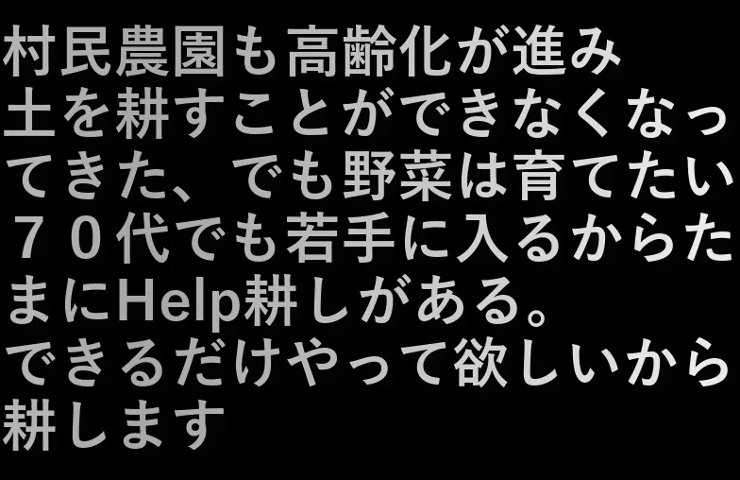 村民農園も高齢化が進み
土を耕すことができなくなっ
てきた、でも野菜は育てたい
７０代でも若手に入るからた
まにHelp耕しがある。
できるだけやって欲しいから
耕します